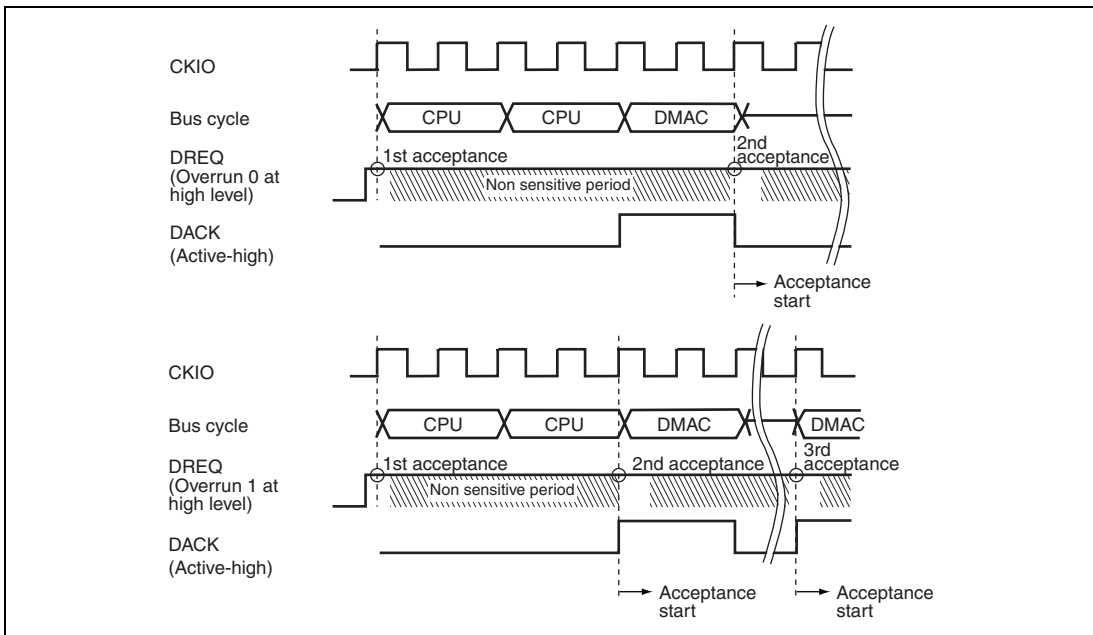 CKIO
Bus cycle
CPU CPU DMAC
DREQ
(Overrun 0 at
high level)
1st acceptance
2nd
acceptance
Non sensitive period
DACK
(Active-high)
Acceptance
start
CKIO
Bus cycle
CPU CPU DMAC DMAC
DREQ
(Overrun 1 at
high level)
1st acceptance
2nd acceptance
3rd
acceptance
Non sensitive period
DACK
(Active-high)
Acceptance
start
Acceptance
start